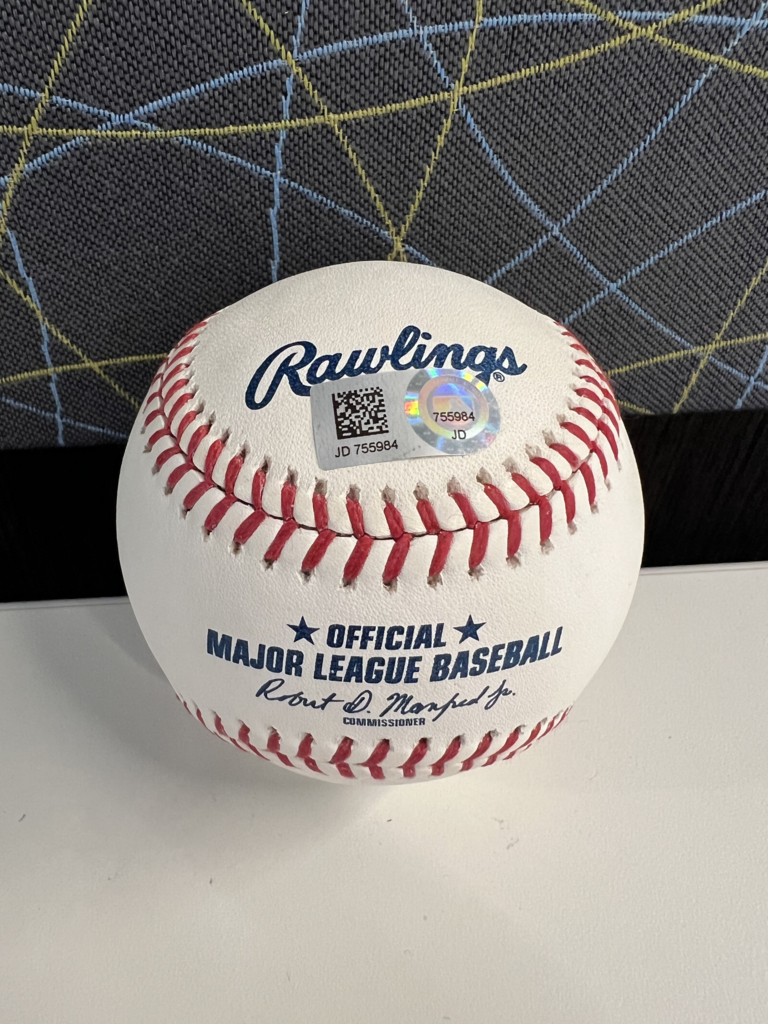 Rawlings®
755984
JD 755984
JD
★ OFFICIAL ★
MAJOR LEAGUE BASEBALL
Robert D. Manfred Jr.
COMMISSIONER